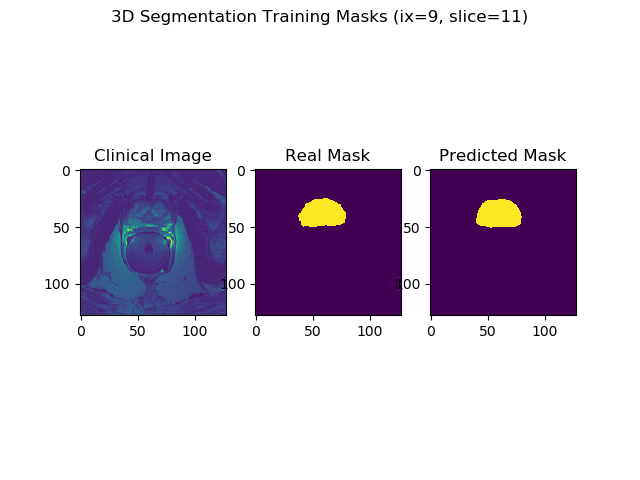 3D Segmentation Training Masks (ix=9, slice=11)
Clinical Image Real Mask Predicted Mask
0 0 0
50 50 50
100 100 100
0 50 100 0 50 100 0 50 100